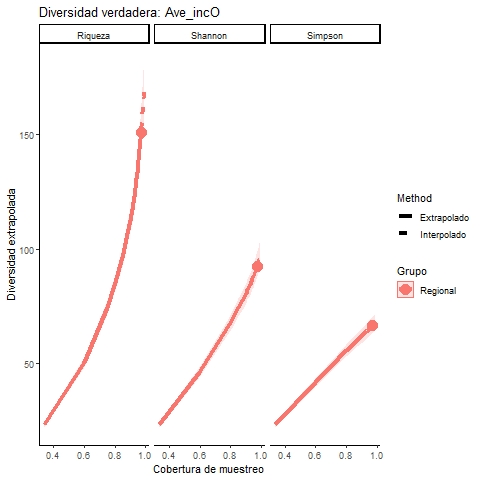 Diversidad verdadera: Ave_incO
Riqueza
Shannon
Simpson
Diversidad extrapolada
150
100
50
0.4 0.6 0.8 1.0
0.4 0.6 0.8 1.0
0.4 0.6 0.8 1.0
Cobertura de muestreo
Method
Extrapolado
Interpolado
Grupo
Regional